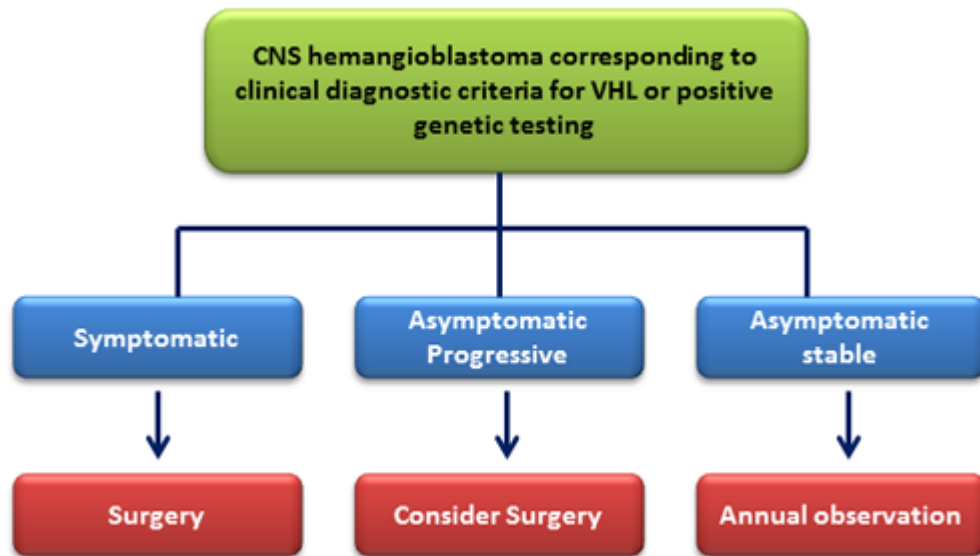 CNS hemangioblastoma corresponding to
clinical diagnostic criteria for VHL or positive
genetic testing
Symptomatic
Asymptomatic
Progressive
Asymptomatic
stable
Surgery
Consider Surgery
Annual observation